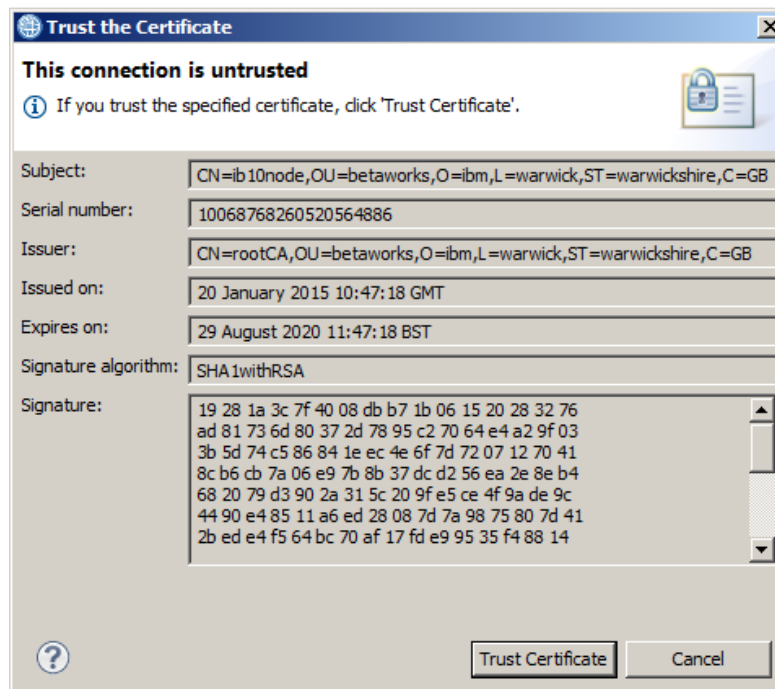 Trust the Certificate
This connection is untrusted
If you trust the specified certificate, click 'Trust Certificate'.
Subject: CN=ib10node,OU=betaworks,O=ibm,L=warwick,ST=warwickshire,C=GB
Serial number: 10068768260520564886
Issuer: CN=rootCA,OU=betaworks,O=ibm,L=warwick,ST=warwickshire,C=GB
Issued on: 20 January 2015 10:47:18 GMT
Expires on: 29 August 2020 11:47:18 BST
Signature algorithm: SHA1withRSA
Signature: 19 28 1a 3c 7f 40 08 db b7 1b 06 15 20 28 32 76
ad 81 73 6d 80 37 2d 78 95 c2 70 64 e4 a2 9f 03
3b 5d 74 c5 86 84 1e ec 4e 6f 7d 72 07 12 70 41
8c b6 cb 7a 06 e9 7b 8b 37 dc d2 56 ea 2e 8e b4
68 20 79 d3 90 2a 31 5c 20 9f e5 ce 4f 9a de 9c
44 90 e4 85 11 a6 ed 28 08 7d 7a 98 75 80 7d 41
2b ed e4 f5 64 bc 70 af 17 fd e9 95 35 f4 88 14
? Trust Certificate Cancel